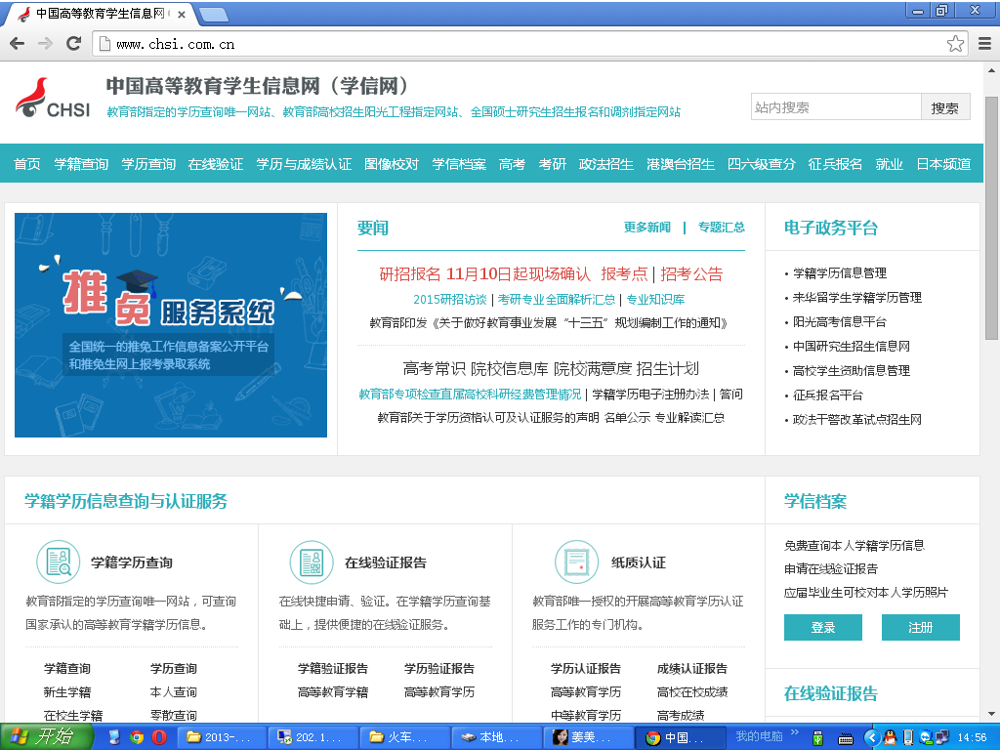 中国高等教育学生信息网（
www.chsi.com.cn
CHSI
中国高等教育学生信息网（学信网）
教育部指定的学历查询唯一网站、教育部高校招生阳光工程指定网站、全国硕士研究生招生报名和调剂指定网站
站内搜索 搜索
首页 学籍查询 学历查询 在线验证 学历与成绩认证 图像校对 学信档案 高考 考研 政法招生 港澳台招生 四六级查分 征兵报名 就业 日本频道
推免服务系统
全国统一的推免工作信息备案公开平台
和推免生网上报考录取系统
要闻 更多新闻 | 专题汇总
研招报名 11月10日起现场确认 报考点 | 招考公告
2015研招访谈 | 考研专业全面解析汇总 | 专业知识库
教育部印发《关于做好教育事业发展“十三五”规划编制工作的通知》
高考常识 院校信息库 院校满意度 招生计划
教育部专项检查直属高校科研经费管理情况 | 学籍学历电子注册办法 | 答问
教育部关于学历资格认可及认证服务的声明 名单公示 专业解读汇总
电子政务平台
• 学籍学历信息管理
• 来华留学生学籍学历管理
• 阳光高考信息平台
• 中国研究生招生信息网
• 高校学生资助信息管理
• 征兵报名平台
• 政法干警改革试点招生网
学籍学历信息查询与认证服务
学籍学历查询
教育部指定的学历查询唯一网站，可查询
国家承认的高等教育学籍学历信息。
学籍查询 学历查询
新生学籍 本人查询
在校生学籍 零散查询
在线验证报告
在线快捷申请、验证。在学籍学历查询基
础上，提供便捷的在线验证服务。
学籍验证报告 学历验证报告
高等教育学籍 高等教育学历
纸质认证
教育部唯一授权的开展高等教育学历认证
服务工作的专门机构。
学历认证报告 成绩认证报告
高等教育学历 高校在校成绩
中等教育学历 高考成绩
学信档案
免费查询本人学籍学历信息
申请在线验证报告
应届毕业生可校对本人学历照片
登录 注册
在线验证报告
开始 2013-... 202.1... 火车... 本地... 姜美... 中国... 我的电脑 14:56